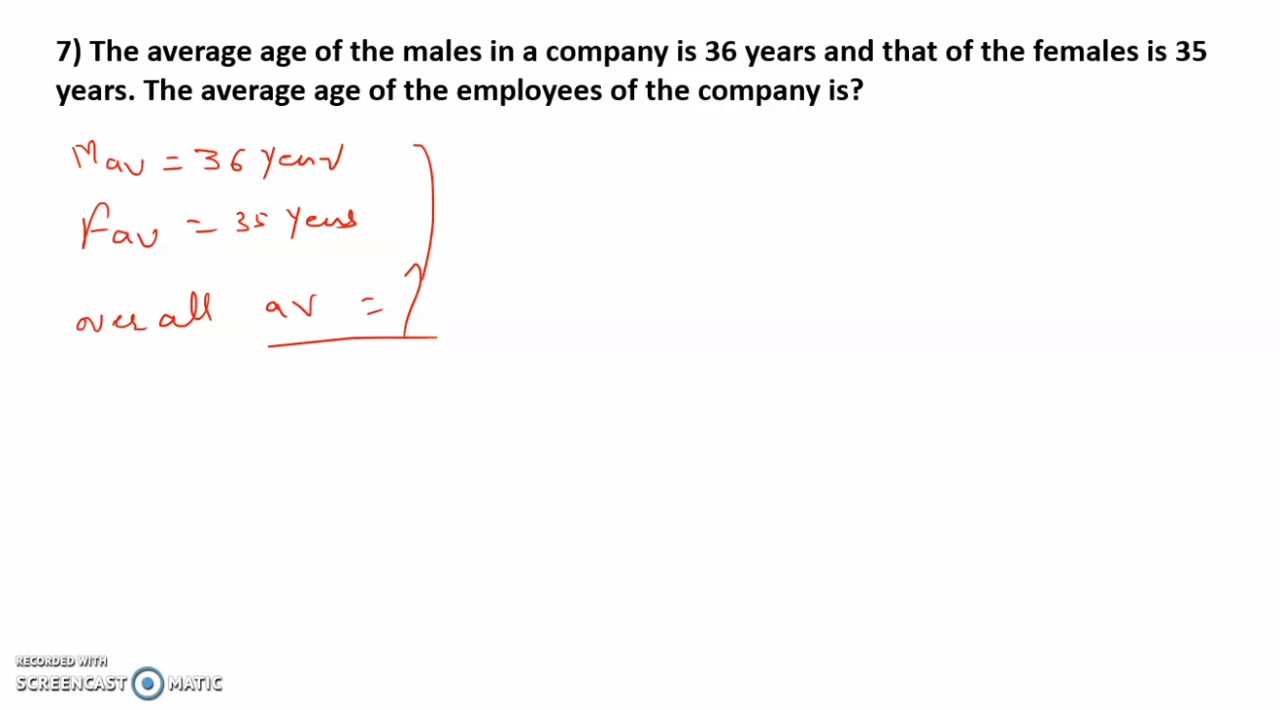 7) The average age of the males in a company is 36 years and that of the females is 35
years. The average age of the employees of the company is?
Mav = 36 years
Fav = 35 years
overall av = ?
RECORDED WITH
SCREENCAST MATIC